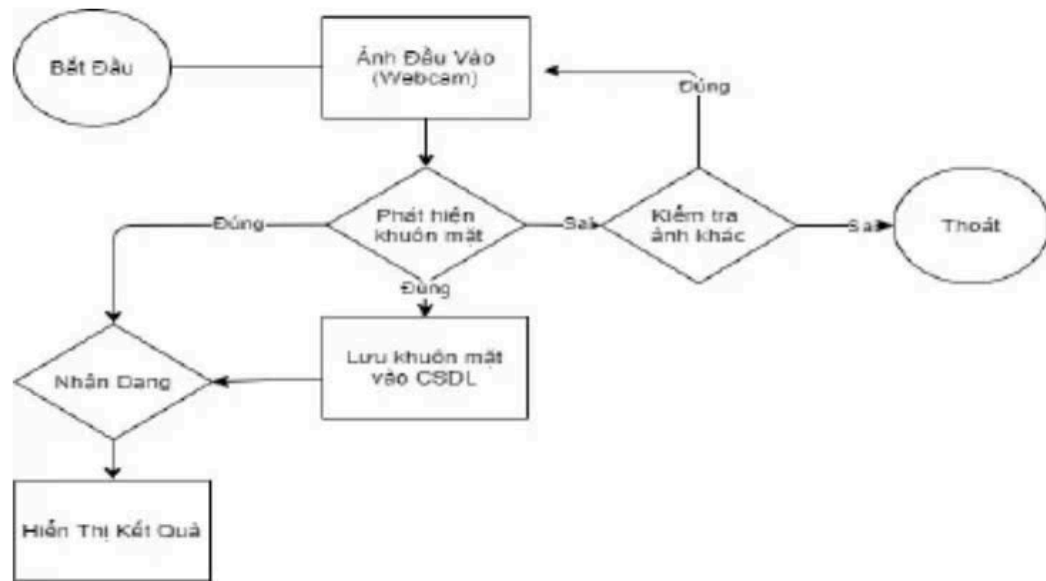 Bắt Đầu
Ảnh Đầu Vào
(Webcam)
Đúng
Phát hiện
khuôn mặt
Sai
Kiểm tra
ảnh khác
Sai
Thoát
Đúng
Đúng
Lưu khuôn mặt
vào CSDL
Nhận Dạng
Hiển Thị Kết Quả